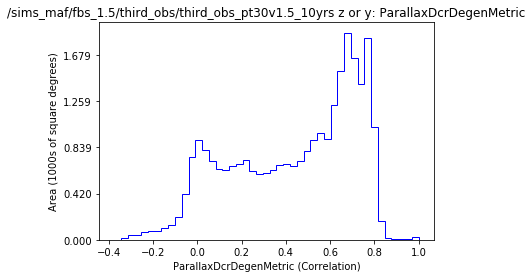 /sims_maf/fbs_1.5/third_obs/third_obs_pt30v1.5_10yrs z or y: ParallaxDcrDegenMetric
1.679
1.259
0.839
0.420
0.000
Area (1000s of square degrees)
−0.4 −0.2 0.0 0.2 0.4 0.6 0.8 1.0
ParallaxDcrDegenMetric (Correlation)